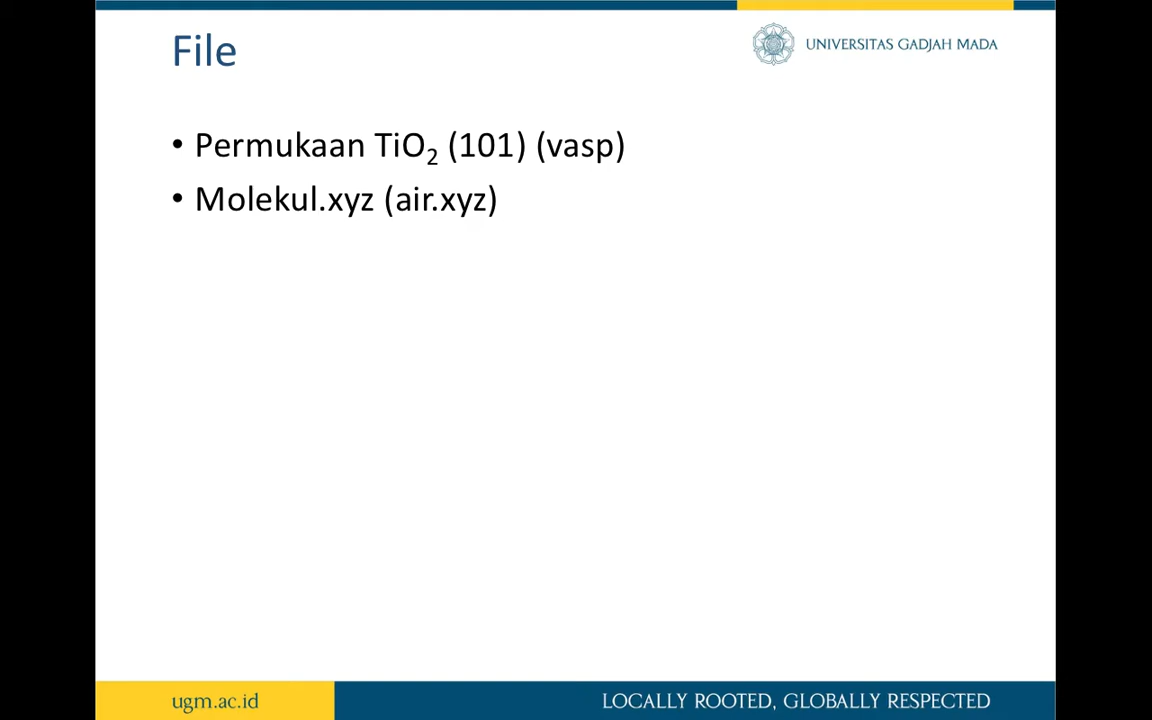 File
UNIVERSITAS GADJAH MADA
• Permukaan TiO₂ (101) (vasp)
• Molekul.xyz (air.xyz)
ugm.ac.id
LOCALLY ROOTED, GLOBALLY RESPECTED